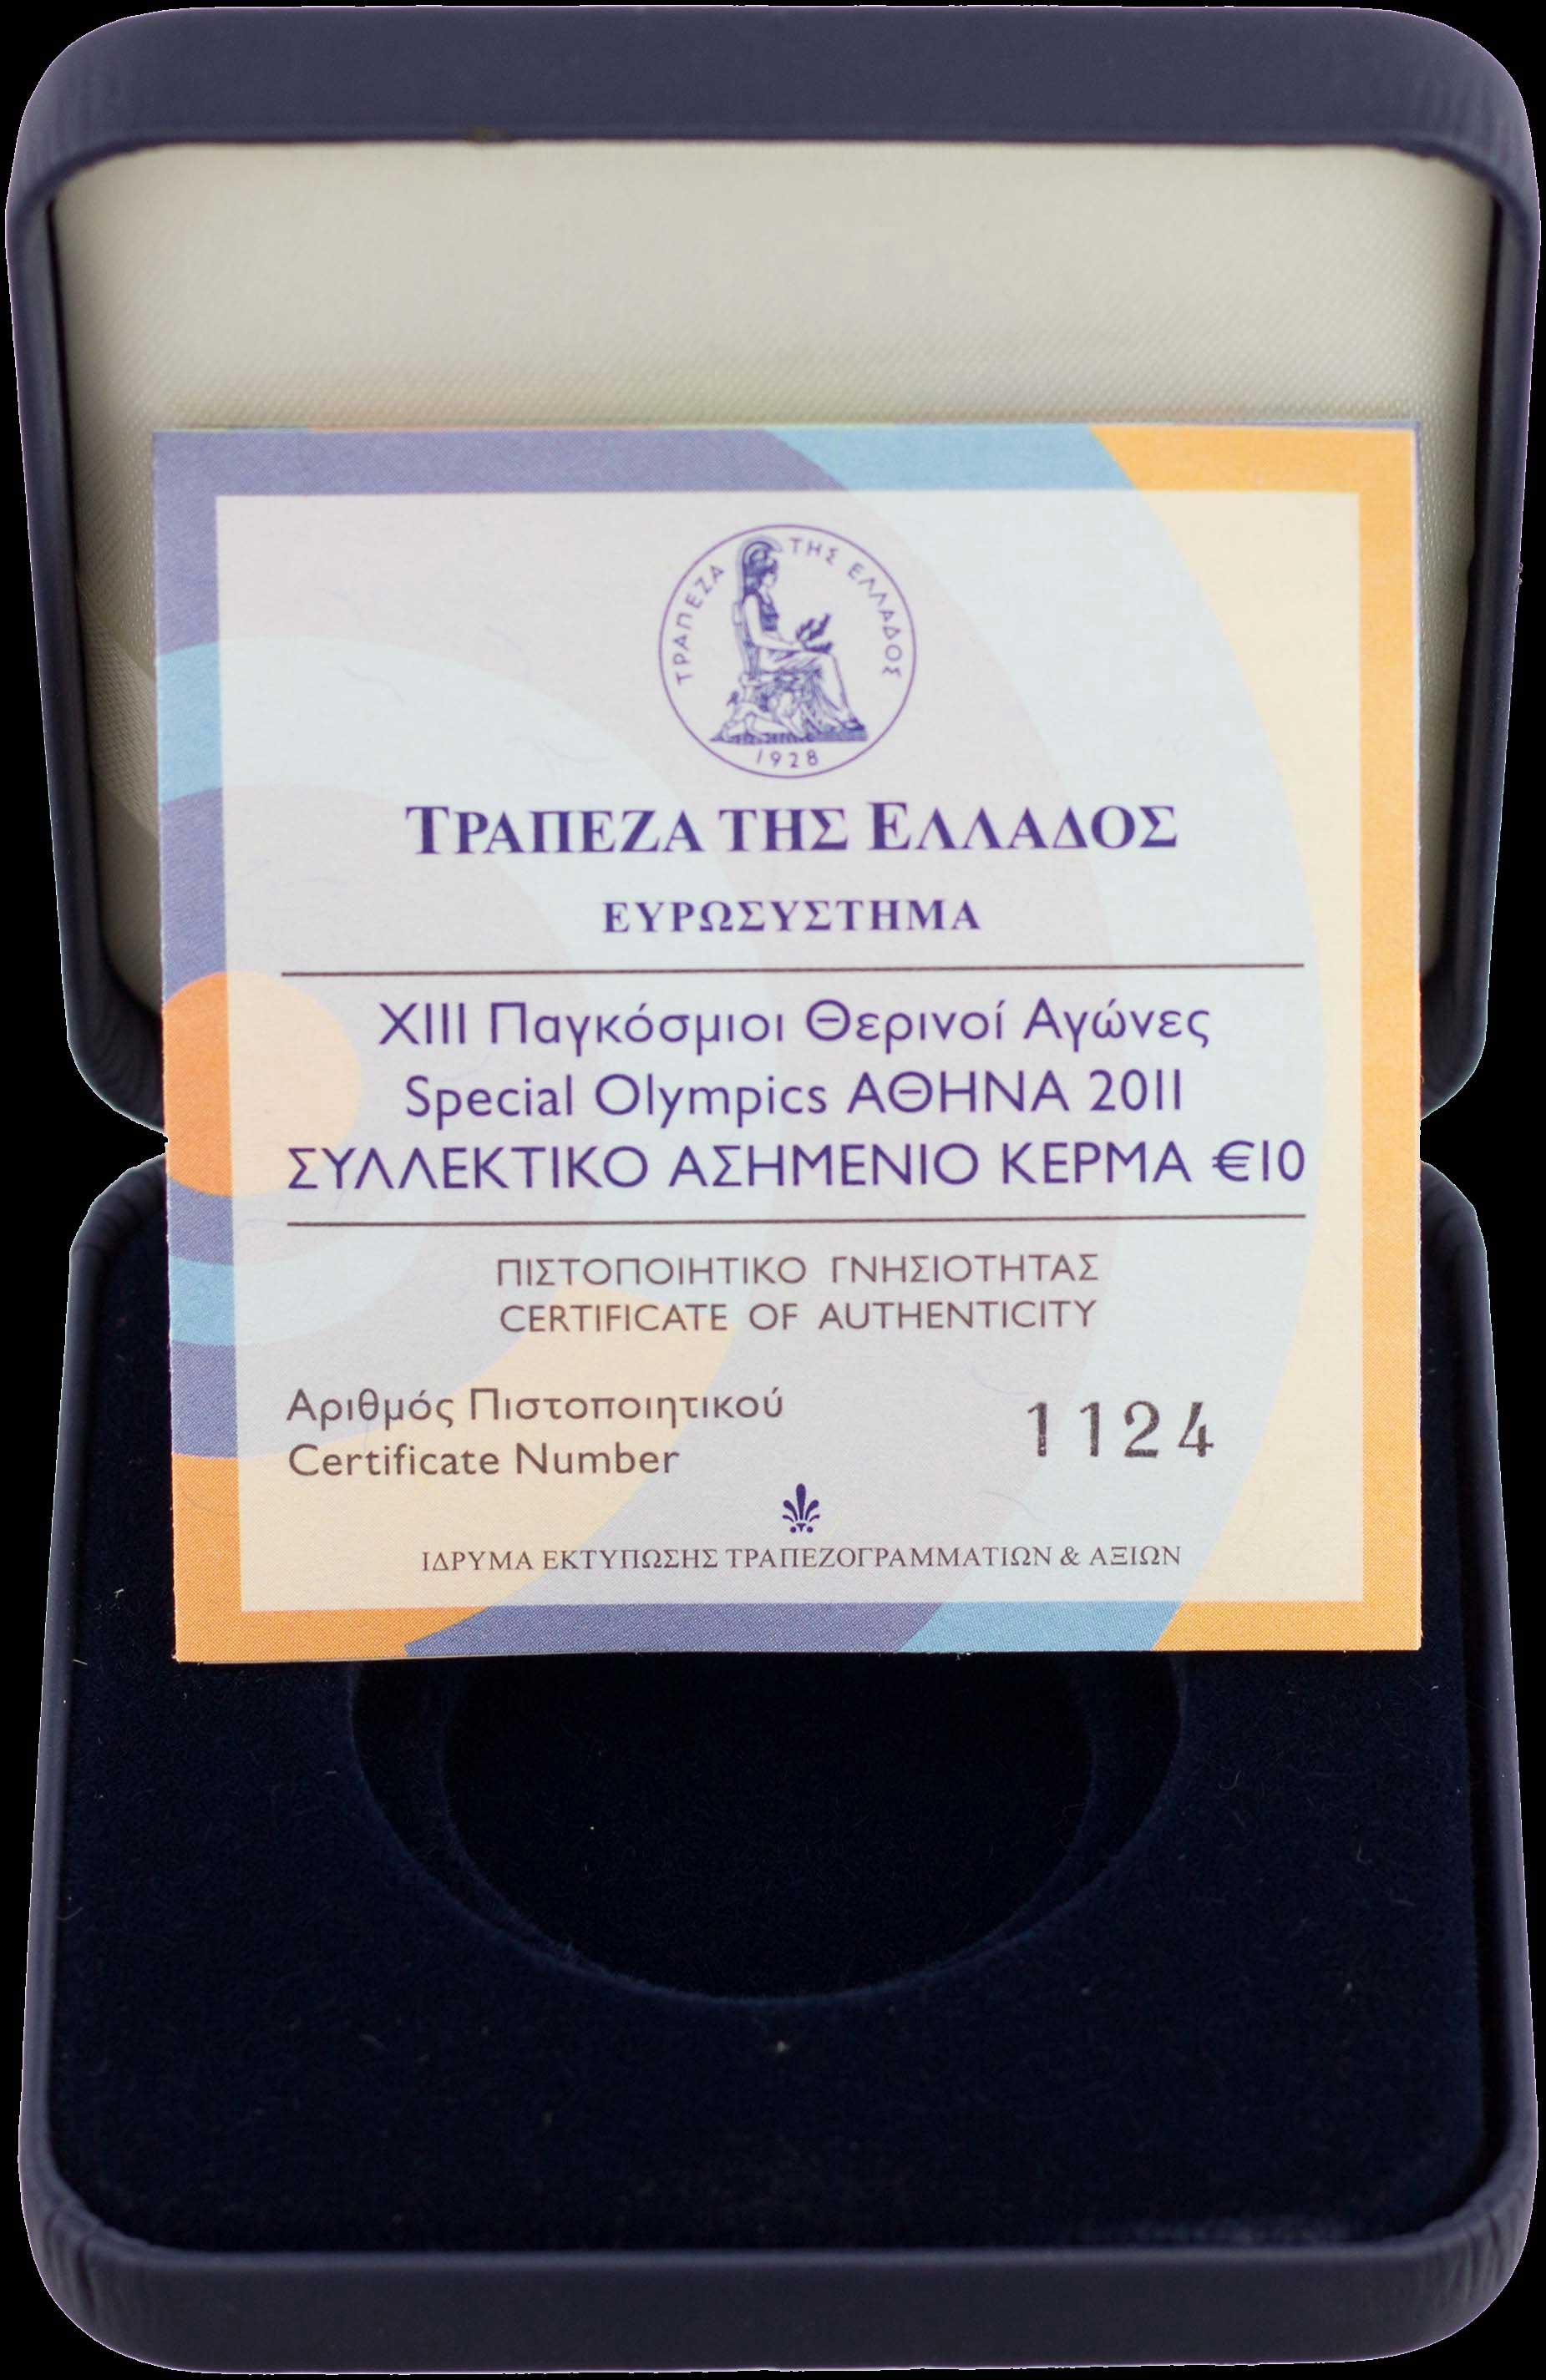 ΤΡΑΠΕΖΑ ΤΗΣ ΕΛΛΑΔΟΣ
1928
ΤΡΑΠΕΖΑ ΤΗΣ ΕΛΛΑΔΟΣ
ΕΥΡΩΣΥΣΤΗΜΑ
XIII Παγκόσμιοι Θερινοί Αγώνες
Special Olympics ΑΘΗΝΑ 2011
ΣΥΛΛΕΚΤΙΚΟ ΑΣΗΜΕΝΙΟ ΚΕΡΜΑ €10
ΠΙΣΤΟΠΟΙΗΤΙΚΟ ΓΝΗΣΙΟΤΗΤΑΣ
CERTIFICATE OF AUTHENTICITY
Αριθμός Πιστοποιητικού
Certificate Number
1124
ΙΔΡΥΜΑ ΕΚΤΥΠΩΣΗΣ ΤΡΑΠΕΖΟΓΡΑΜΜΑΤΙΩΝ & ΑΞΙΩΝ